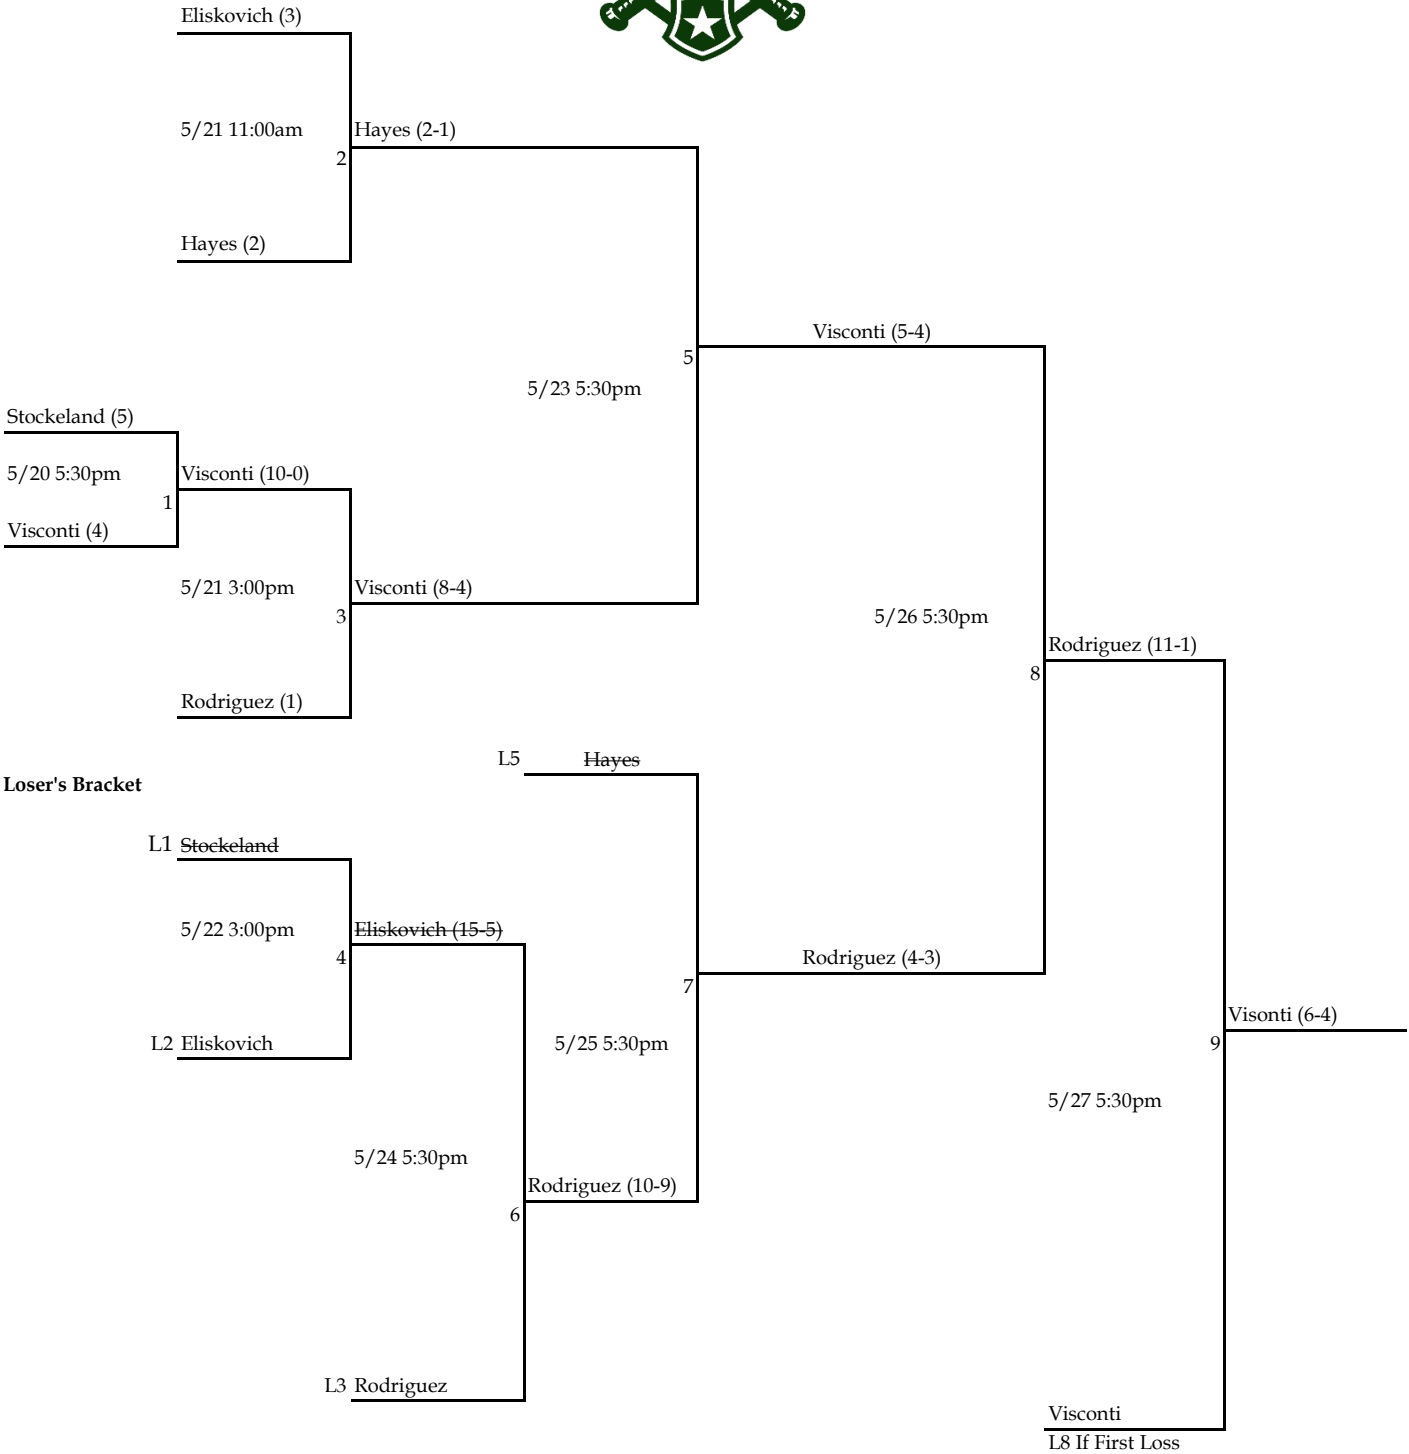 Eliskovich (3)
5/21 11:00am
Hayes (2-1)
2
Hayes (2)
Visconti (5-4)
5
5/23 5:30pm
Stockeland (5)
5/20 5:30pm
Visconti (10-0)
1
Visconti (4)
5/21 3:00pm
Visconti (8-4)
3
5/26 5:30pm
Rodriguez (11-1)
8
Rodriguez (1)
L5 Hayes
Loser's Bracket
L1 Stockeland
5/22 3:00pm
Eliskovich (15-5)
4
Rodriguez (4-3)
7
L2 Eliskovich
5/25 5:30pm
Visonti (6-4)
9
5/27 5:30pm
5/24 5:30pm
Rodriguez (10-9)
6
L3 Rodriguez
Visconti
L8 If First Loss